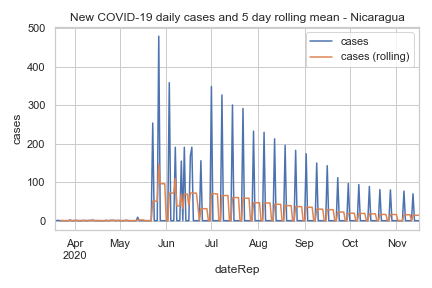 New COVID-19 daily cases and 5 day rolling mean - Nicaragua
cases
cases (rolling)
500
400
300
200
100
0
cases
Apr
2020
May
Jun
Jul
Aug
Sep
Oct
Nov
dateRep